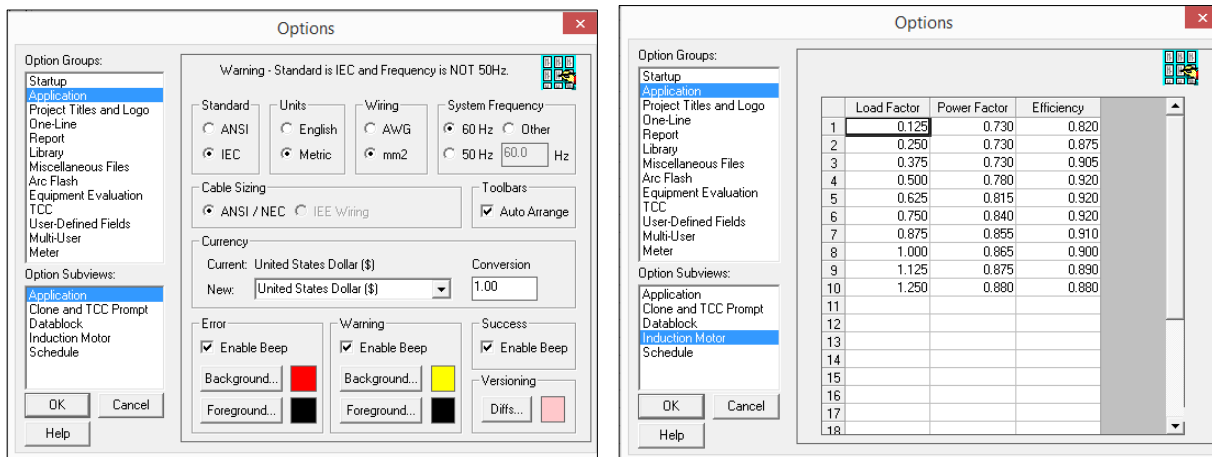 Options
Option Groups:
Startup
Application
Project Titles and Logo
One-Line
Report
Library
Miscellaneous Files
Arc Flash
Equipment Evaluation
TCC
User-Defined Fields
Multi-User
Meter
Option Subviews:
Application
Clone and TCC Prompt
Datablock
Induction Motor
Schedule
OK Cancel
Help
Warning - Standard is IEC and Frequency is NOT 50Hz.
Standard Units Wiring System Frequency
ANSI English AWG 60 Hz Other
IEC Metric mm2 50 Hz 60.0 Hz
Cable Sizing Toolbars
ANSI / NEC IEE Wiring Auto Arrange
Currency
Current: United States Dollar ($) Conversion
New: United States Dollar ($) 1.00
Error Warning Success
Enable Beep Enable Beep Enable Beep
Background... Background... Versioning
Foreground... Foreground... Diffs...
Options
Option Groups:
Startup
Application
Project Titles and Logo
One-Line
Report
Library
Miscellaneous Files
Arc Flash
Equipment Evaluation
TCC
User-Defined Fields
Multi-User
Meter
Option Subviews:
Application
Clone and TCC Prompt
Datablock
Induction Motor
Schedule
OK Cancel
Help
Load Factor Power Factor Efficiency
1 0.125 0.730 0.820
2 0.250 0.730 0.875
3 0.375 0.730 0.905
4 0.500 0.780 0.920
5 0.625 0.815 0.920
6 0.750 0.840 0.920
7 0.875 0.855 0.910
8 1.000 0.865 0.900
9 1.125 0.875 0.890
10 1.250 0.880 0.880
11
12
13
14
15
16
17
18